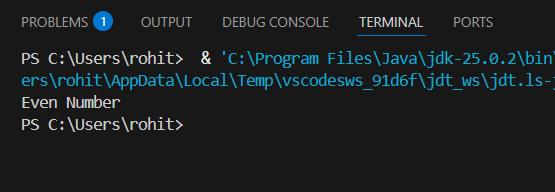 PROBLEMS 1 OUTPUT DEBUG CONSOLE TERMINAL PORTS
PS C:\Users\rohit>  & 'C:\Program Files\Java\jdk-25.0.2\bin\
ers\rohit\AppData\Local\Temp\vscodesws_91d6f\jdt_ws\jdt.ls-
Even Number
PS C:\Users\rohit>